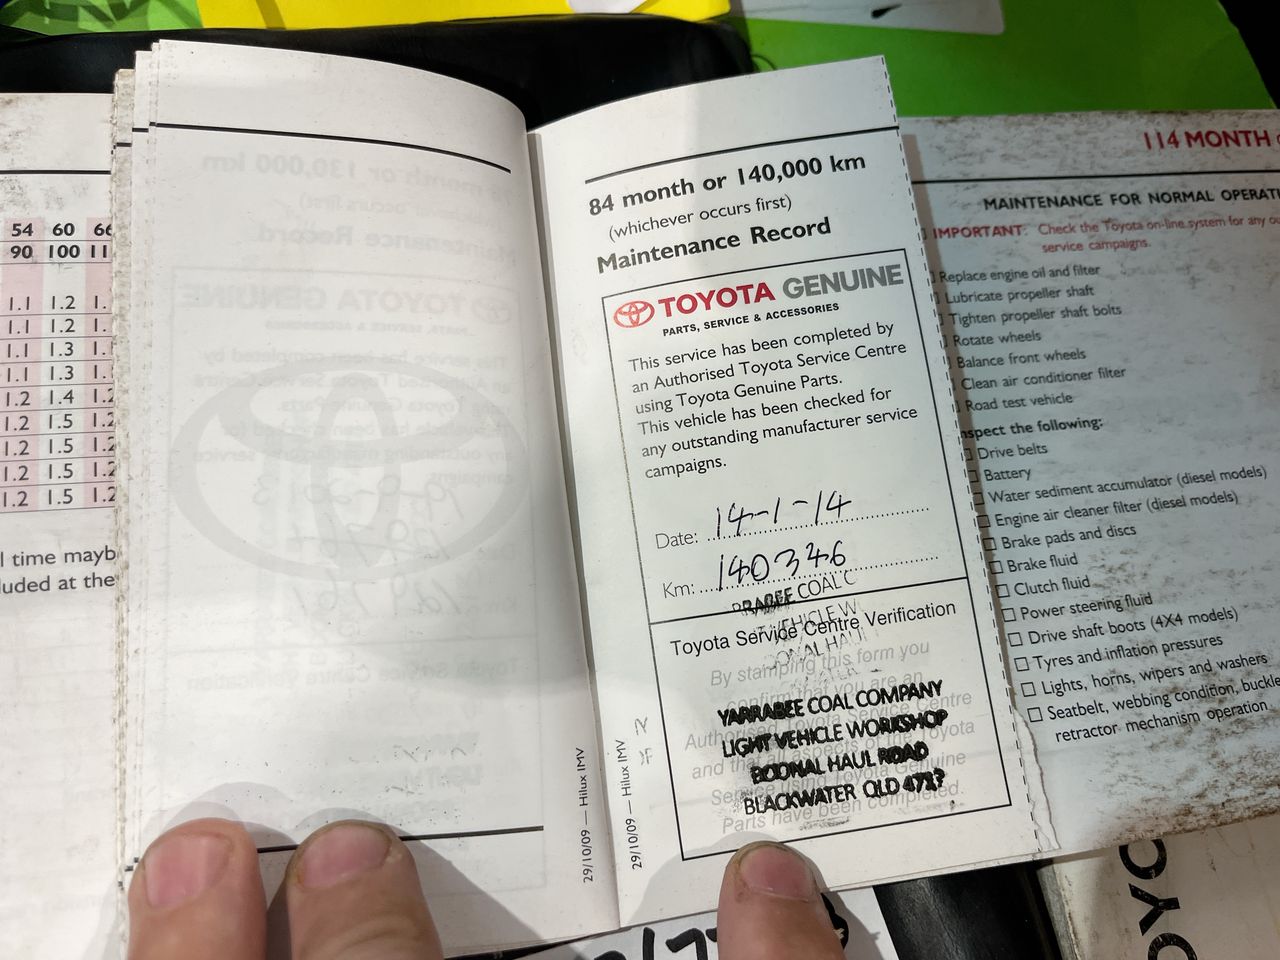 54 60 66
90 100 11
1.1 1.2 1.
1.1 1.2 1.
1.1 1.3 1.
1.1 1.3 1.
1.2 1.4 1.2
1.2 1.5 1.2
1.2 1.5 1.2
1.2 1.5 1.2
1.2 1.5 1.2
l time mayb
luded at the
84 month or 140,000 km
(whichever occurs first)
Maintenance Record
TOYOTA GENUINE
PARTS, SERVICE & ACCESSORIES
This service has been completed by
an Authorised Toyota Service Centre
using Toyota Genuine Parts.
This vehicle has been checked for
any outstanding manufacturer service
campaigns.
Date: 14-1-14
Km: 140346
RABEE COAL C
VEHICLE W
ONAL HAUL
Toyota Service Centre Verification
By stamping this form you
confirm that you are an
Authorised Toyota Service Centre
and that all aspects of the Toyota
Service using Toyota Genuine
Parts have been completed.
YARRABEE COAL COMPANY
LIGHT VEHICLE WORKSHOP
BOONAL HAUL ROAD
BLACKWATER QLD
29/10/09 — Hilux IMV
29/10/09 — Hilux IMV
114 MONTH
MAINTENANCE FOR NORMAL OPERATI
IMPORTANT: Check the Toyota on-line system for any ou
service campaigns.
Replace engine oil and filter
Lubricate propeller shaft
Tighten propeller shaft bolts
Rotate wheels
Balance front wheels
Clean air conditioner filter
Road test vehicle
nspect the following:
Drive belts
Battery
Water sediment accumulator (diesel models)
Engine air cleaner filter (diesel models)
Brake pads and discs
Brake fluid
Clutch fluid
Power steering fluid
Drive shaft boots (4X4 models)
Tyres and inflation pressures
Lights, horns, wipers and washers
Seatbelt, webbing condition, buckle
retractor mechanism operation
OYO